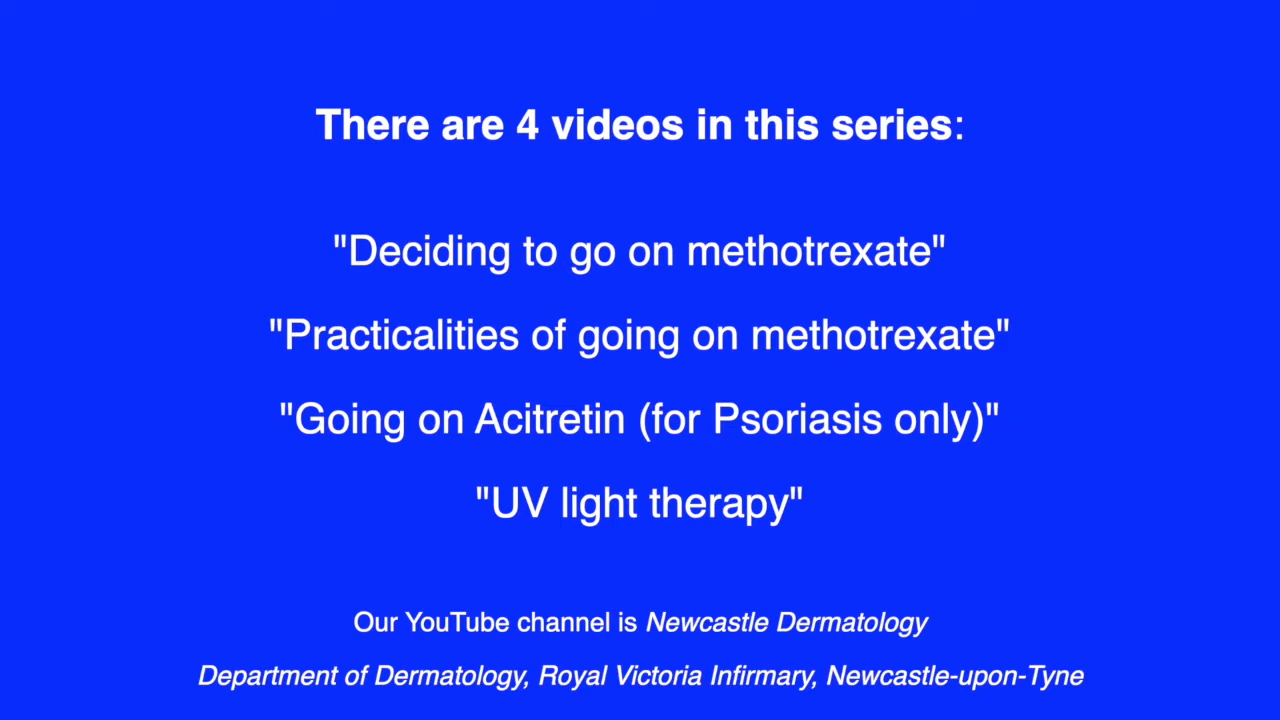 There are 4 videos in this series:
"Deciding to go on methotrexate"
"Practicalities of going on methotrexate"
"Going on Acitretin (for Psoriasis only)"
"UV light therapy"
Our YouTube channel is Newcastle Dermatology
Department of Dermatology, Royal Victoria Infirmary, Newcastle-upon-Tyne